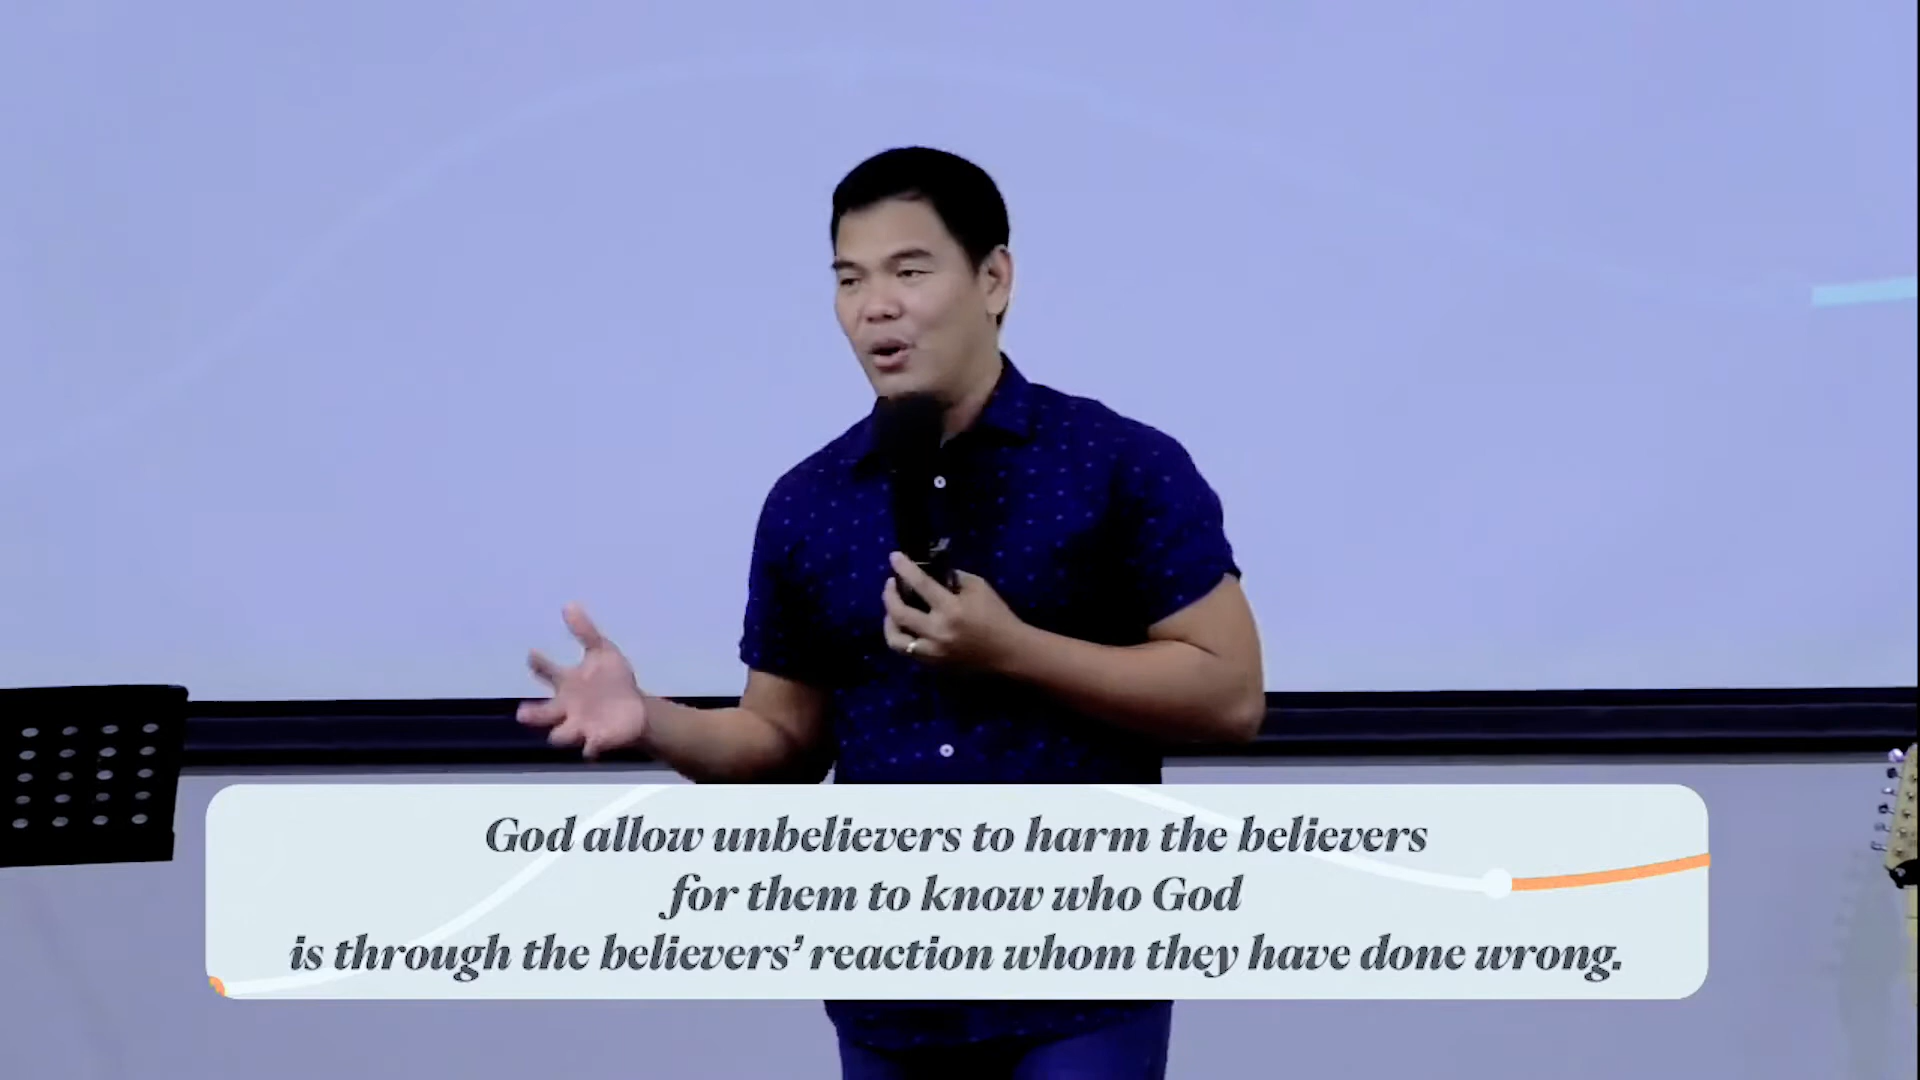 God allow unbelievers to harm the believers
for them to know who God
is through the believers’ reaction whom they have done wrong.